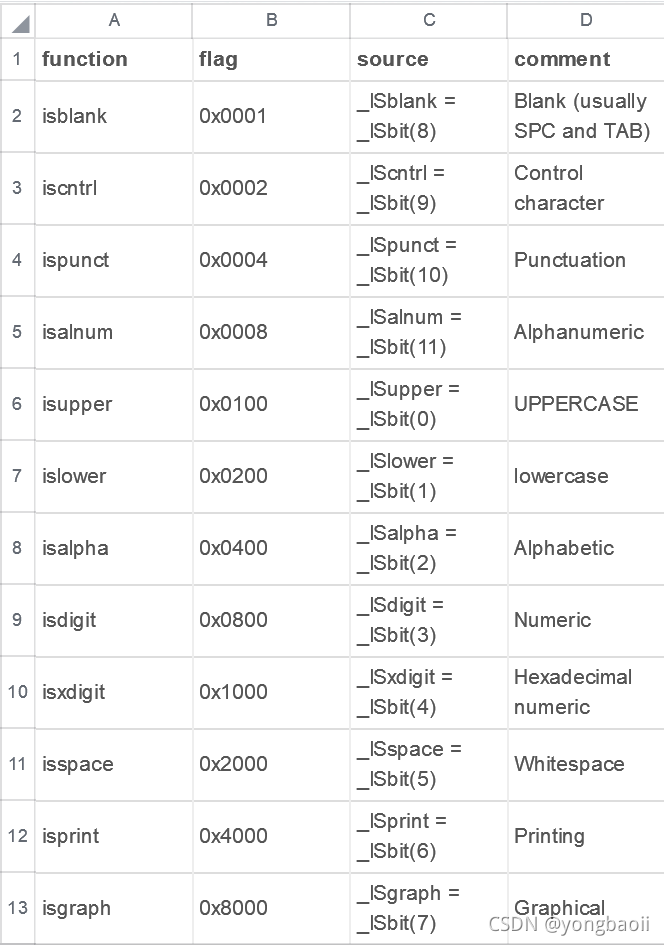 A B C D
1 function flag source comment
2 isblank 0x0001 _ISblank = Blank (usually
_ISbit(8) SPC and TAB)
3 iscntrl 0x0002 _IScntrl = Control
_ISbit(9) character
4 ispunct 0x0004 _ISpunct = Punctuation
_ISbit(10)
5 isalnum 0x0008 _ISalnum = Alphanumeric
_ISbit(11)
6 isupper 0x0100 _ISupper = UPPERCASE
_ISbit(0)
7 islower 0x0200 _ISlower = lowercase
_ISbit(1)
8 isalpha 0x0400 _ISalpha = Alphabetic
_ISbit(2)
9 isdigit 0x0800 _ISdigit = Numeric
_ISbit(3)
10 isxdigit 0x1000 _ISxdigit = Hexadecimal
_ISbit(4) numeric
11 isspace 0x2000 _ISspace = Whitespace
_ISbit(5)
12 isprint 0x4000 _ISprint = Printing
_ISbit(6)
13 isgraph 0x8000 _ISgraph = Graphical
_ISbit(7)
CSDN @yongbaoii